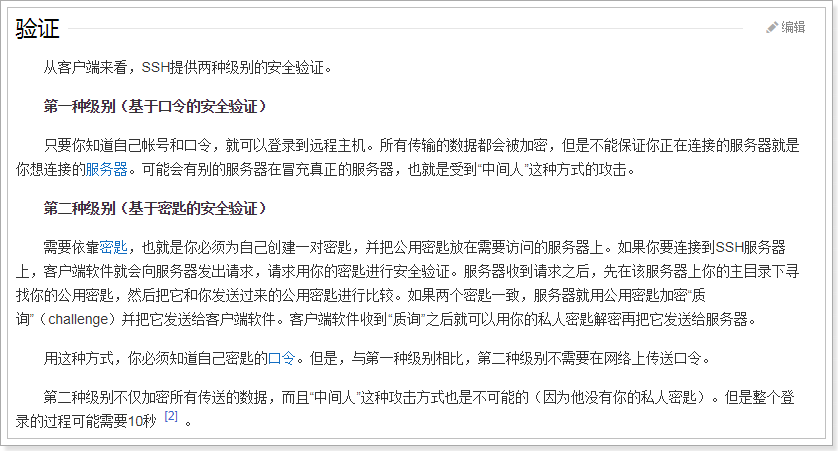 验证
编辑
从客户端来看，SSH提供两种级别的安全验证。
第一种级别（基于口令的安全验证）
只要你知道自己帐号和口令，就可以登录到远程主机。所有传输的数据都会被加密，但是不能保证你正在连接的服务器就是
你想连接的服务器。可能会有别的服务器在冒充真正的服务器，也就是受到“中间人”这种方式的攻击。
第二种级别（基于密匙的安全验证）
需要依靠密匙，也就是你必须为自己创建一对密匙，并把公用密匙放在需要访问的服务器上。如果你要连接到SSH服务器
上，客户端软件就会向服务器发出请求，请求用你的密匙进行安全验证。服务器收到请求之后，先在该服务器上你的主目录下寻
找你的公用密匙，然后把它和你发送过来的公用密匙进行比较。如果两个密匙一致，服务器就用公用密匙加密“质
询”（challenge）并把它发送给客户端软件。客户端软件收到“质询”之后就可以用你的私人密匙解密再把它发送给服务器。
用这种方式，你必须知道自己密匙的口令。但是，与第一种级别相比，第二种级别不需要在网络上传送口令。
第二种级别不仅加密所有传送的数据，而且“中间人”这种攻击方式也是不可能的（因为他没有你的私人密匙）。但是整个登
录的过程可能需要10秒 [2] 。